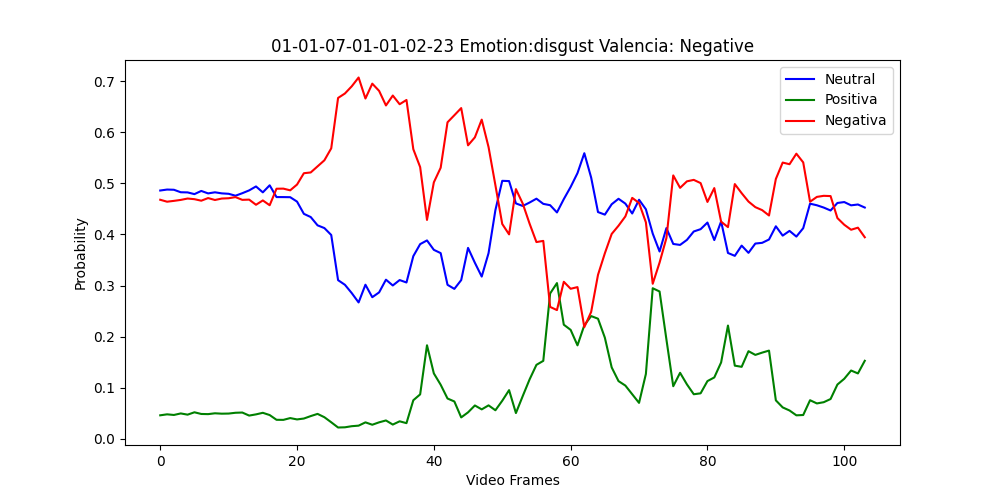 01-01-07-01-01-02-23 Emotion:disgust Valencia: Negative
Neutral
Positiva
Negativa
Probability
0.7
0.6
0.5
0.4
0.3
0.2
0.1
0.0
0 20 40 60 80 100
Video Frames